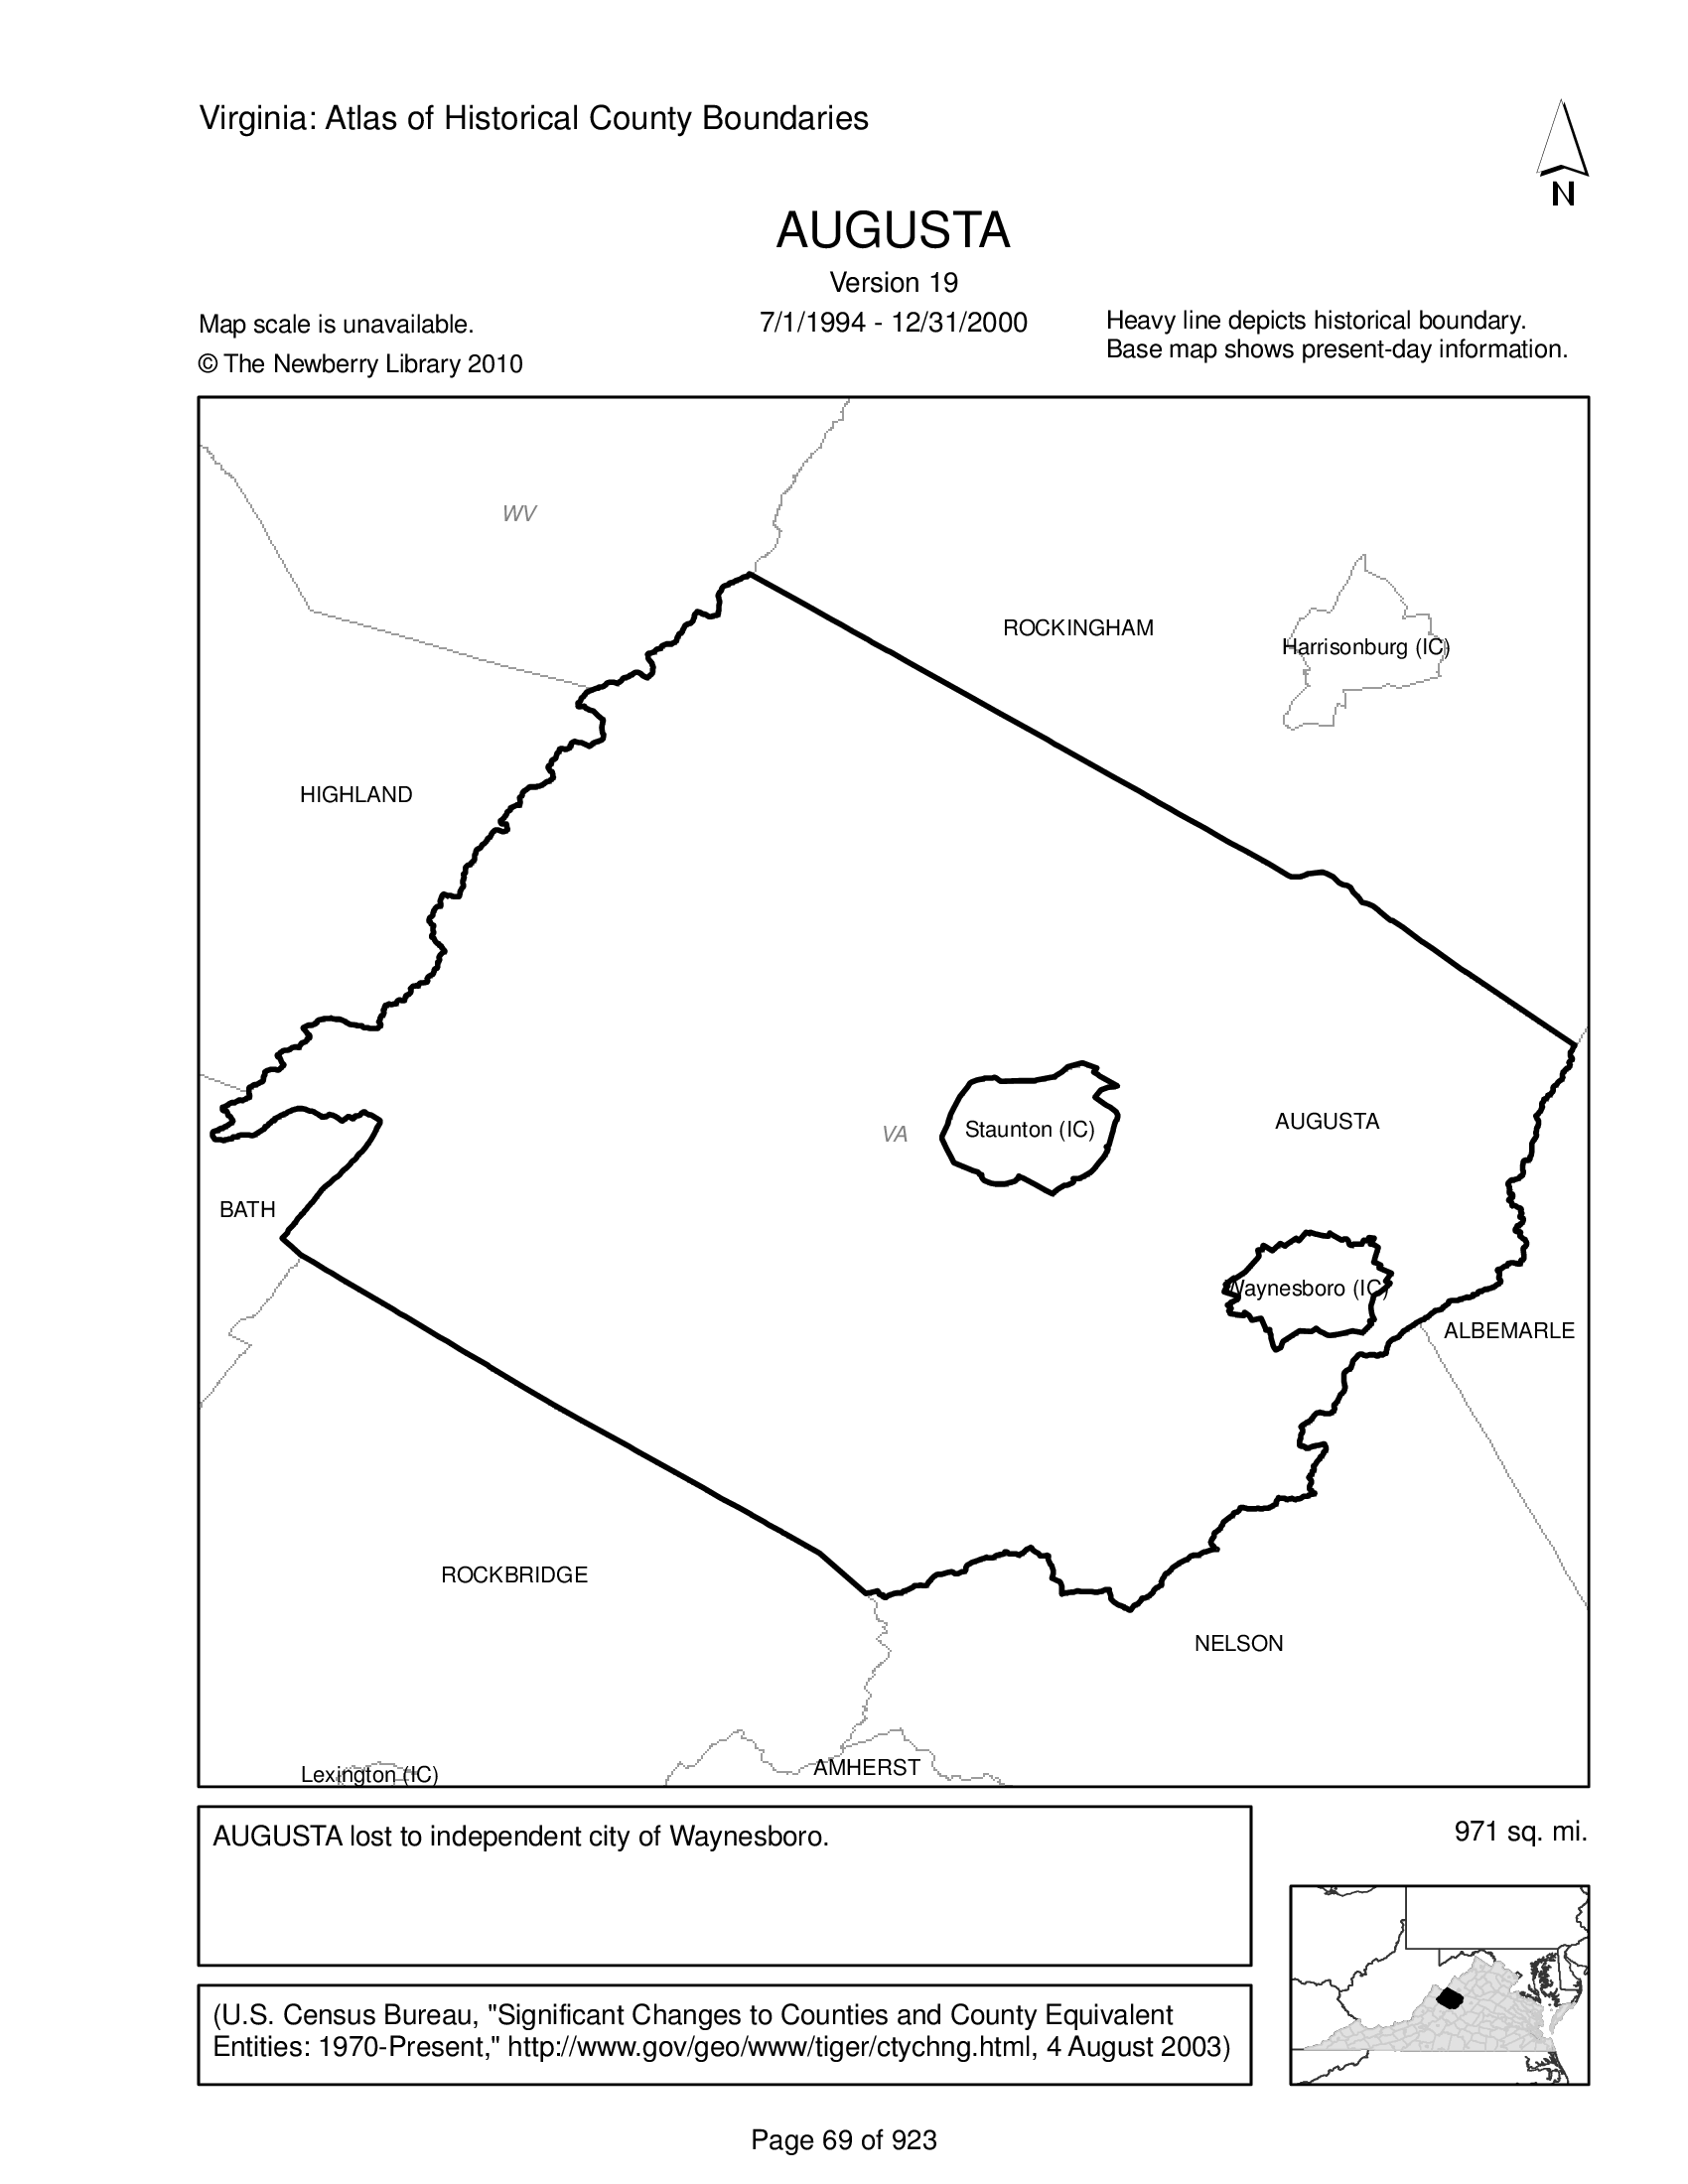 Virginia: Atlas of Historical County Boundaries
N
AUGUSTA
Version 19
7/1/1994 - 12/31/2000
Map scale is unavailable.
© The Newberry Library 2010
Heavy line depicts historical boundary.
Base map shows present-day information.
WV
ROCKINGHAM
Harrisonburg (IC)
HIGHLAND
VA
Staunton (IC)
AUGUSTA
BATH
Waynesboro (IC)
ALBEMARLE
ROCKBRIDGE
NELSON
AMHERST
Lexington (IC)
AUGUSTA lost to independent city of Waynesboro.
971 sq. mi.
(U.S. Census Bureau, "Significant Changes to Counties and County Equivalent
Entities: 1970-Present," http://www.gov/geo/www/tiger/ctychng.html, 4 August 2003)
Page 69 of 923